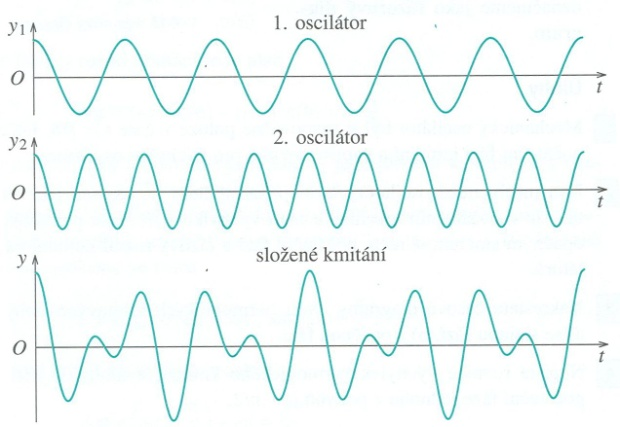 y₁
1. oscilátor
O
t
y₂
2. oscilátor
O
t
y
složené kmitání
O
t